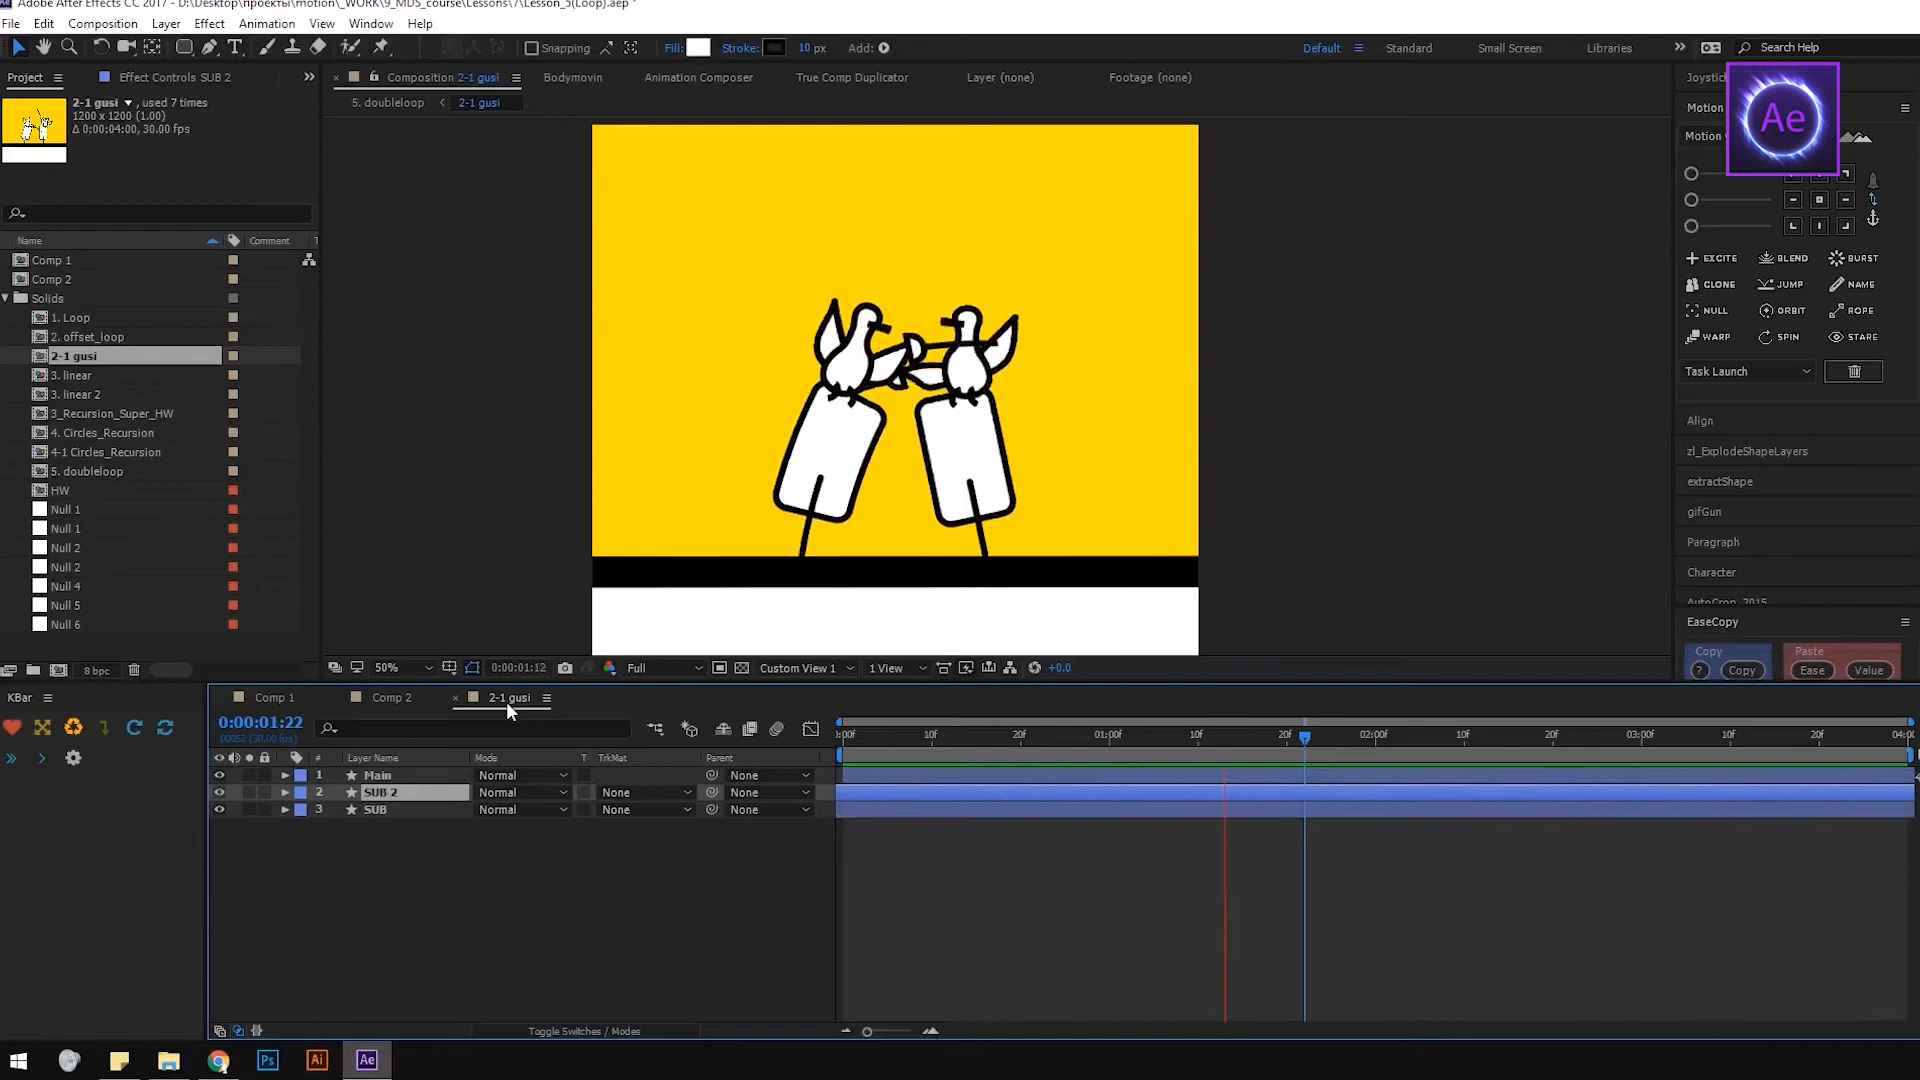 Adobe After Effects CC 2017 - D:\Desktop\проекты\motion\_WORK\9_MDS_course\Lessons\7\Lesson_5(Loop).aep *
File Edit Composition Layer Effect Animation View Window Help
Snapping Fill: Stroke: 10 px Add: Default Standard Small Screen Libraries Search Help
Project Effect Controls SUB 2 Composition 2-1 gusi Bodymovin Animation Composer True Comp Duplicator Layer (none) Footage (none) Joystick
5. doubleloop 2-1 gusi
2-1 gusi , used 7 times
1200 x 1200 (1.00)
Δ 0:00:04:00, 30.00 fps
Ae
Motion
Motion
Name Comment
Comp 1
Comp 2
Solids
1. Loop
2. offset_loop
2-1 gusi
3. linear
3. linear 2
3_Recursion_Super_HW
4. Circles_Recursion
4-1 Circles_Recursion
5. doubleloop
HW
Null 1
Null 1
Null 2
Null 2
Null 4
Null 5
Null 6
8 bpc
EXCITE BLEND BURST
CLONE JUMP NAME
NULL ORBIT ROPE
WARP SPIN STARE
Task Launch
Align
zl_ExplodeShapeLayers
extractShape
gifGun
Paragraph
Character
AutoCrop_2015
EaseCopy
Copy Paste
? Copy Ease Value
50% 0:00:01:12 Full Custom View 1 1 View +0.0
KBar
Comp 1 Comp 2 2-1 gusi
0:00:01:22
00052 (30.00 fps)
:00f 10f 20f 01:00f 10f 20f 02:00f 10f 20f 03:00f 10f 20f 04:0
# Layer Name Mode T TrkMat Parent
1 Main Normal None
2 SUB 2 Normal None None
3 SUB Normal None None
Toggle Switches / Modes
Ps Ai Ae